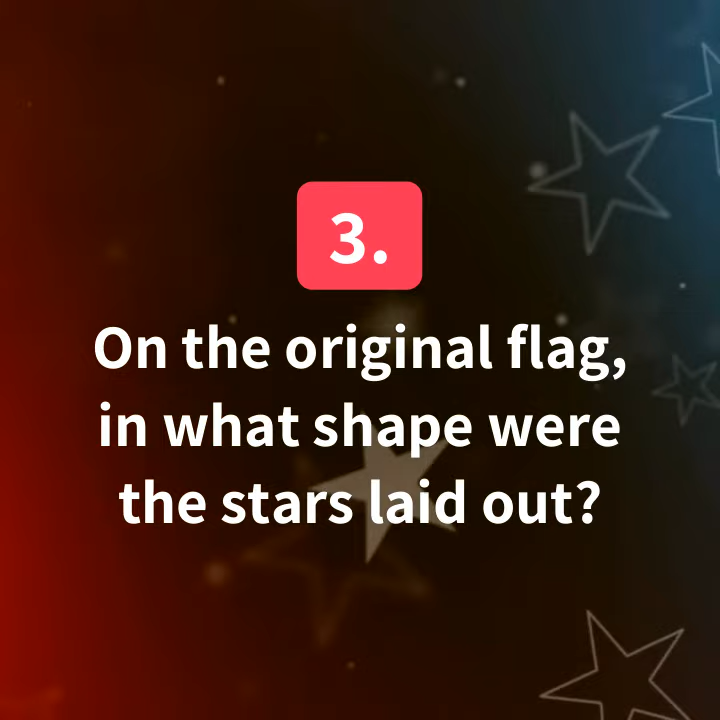 3.
On the original flag,
in what shape were
the stars laid out?